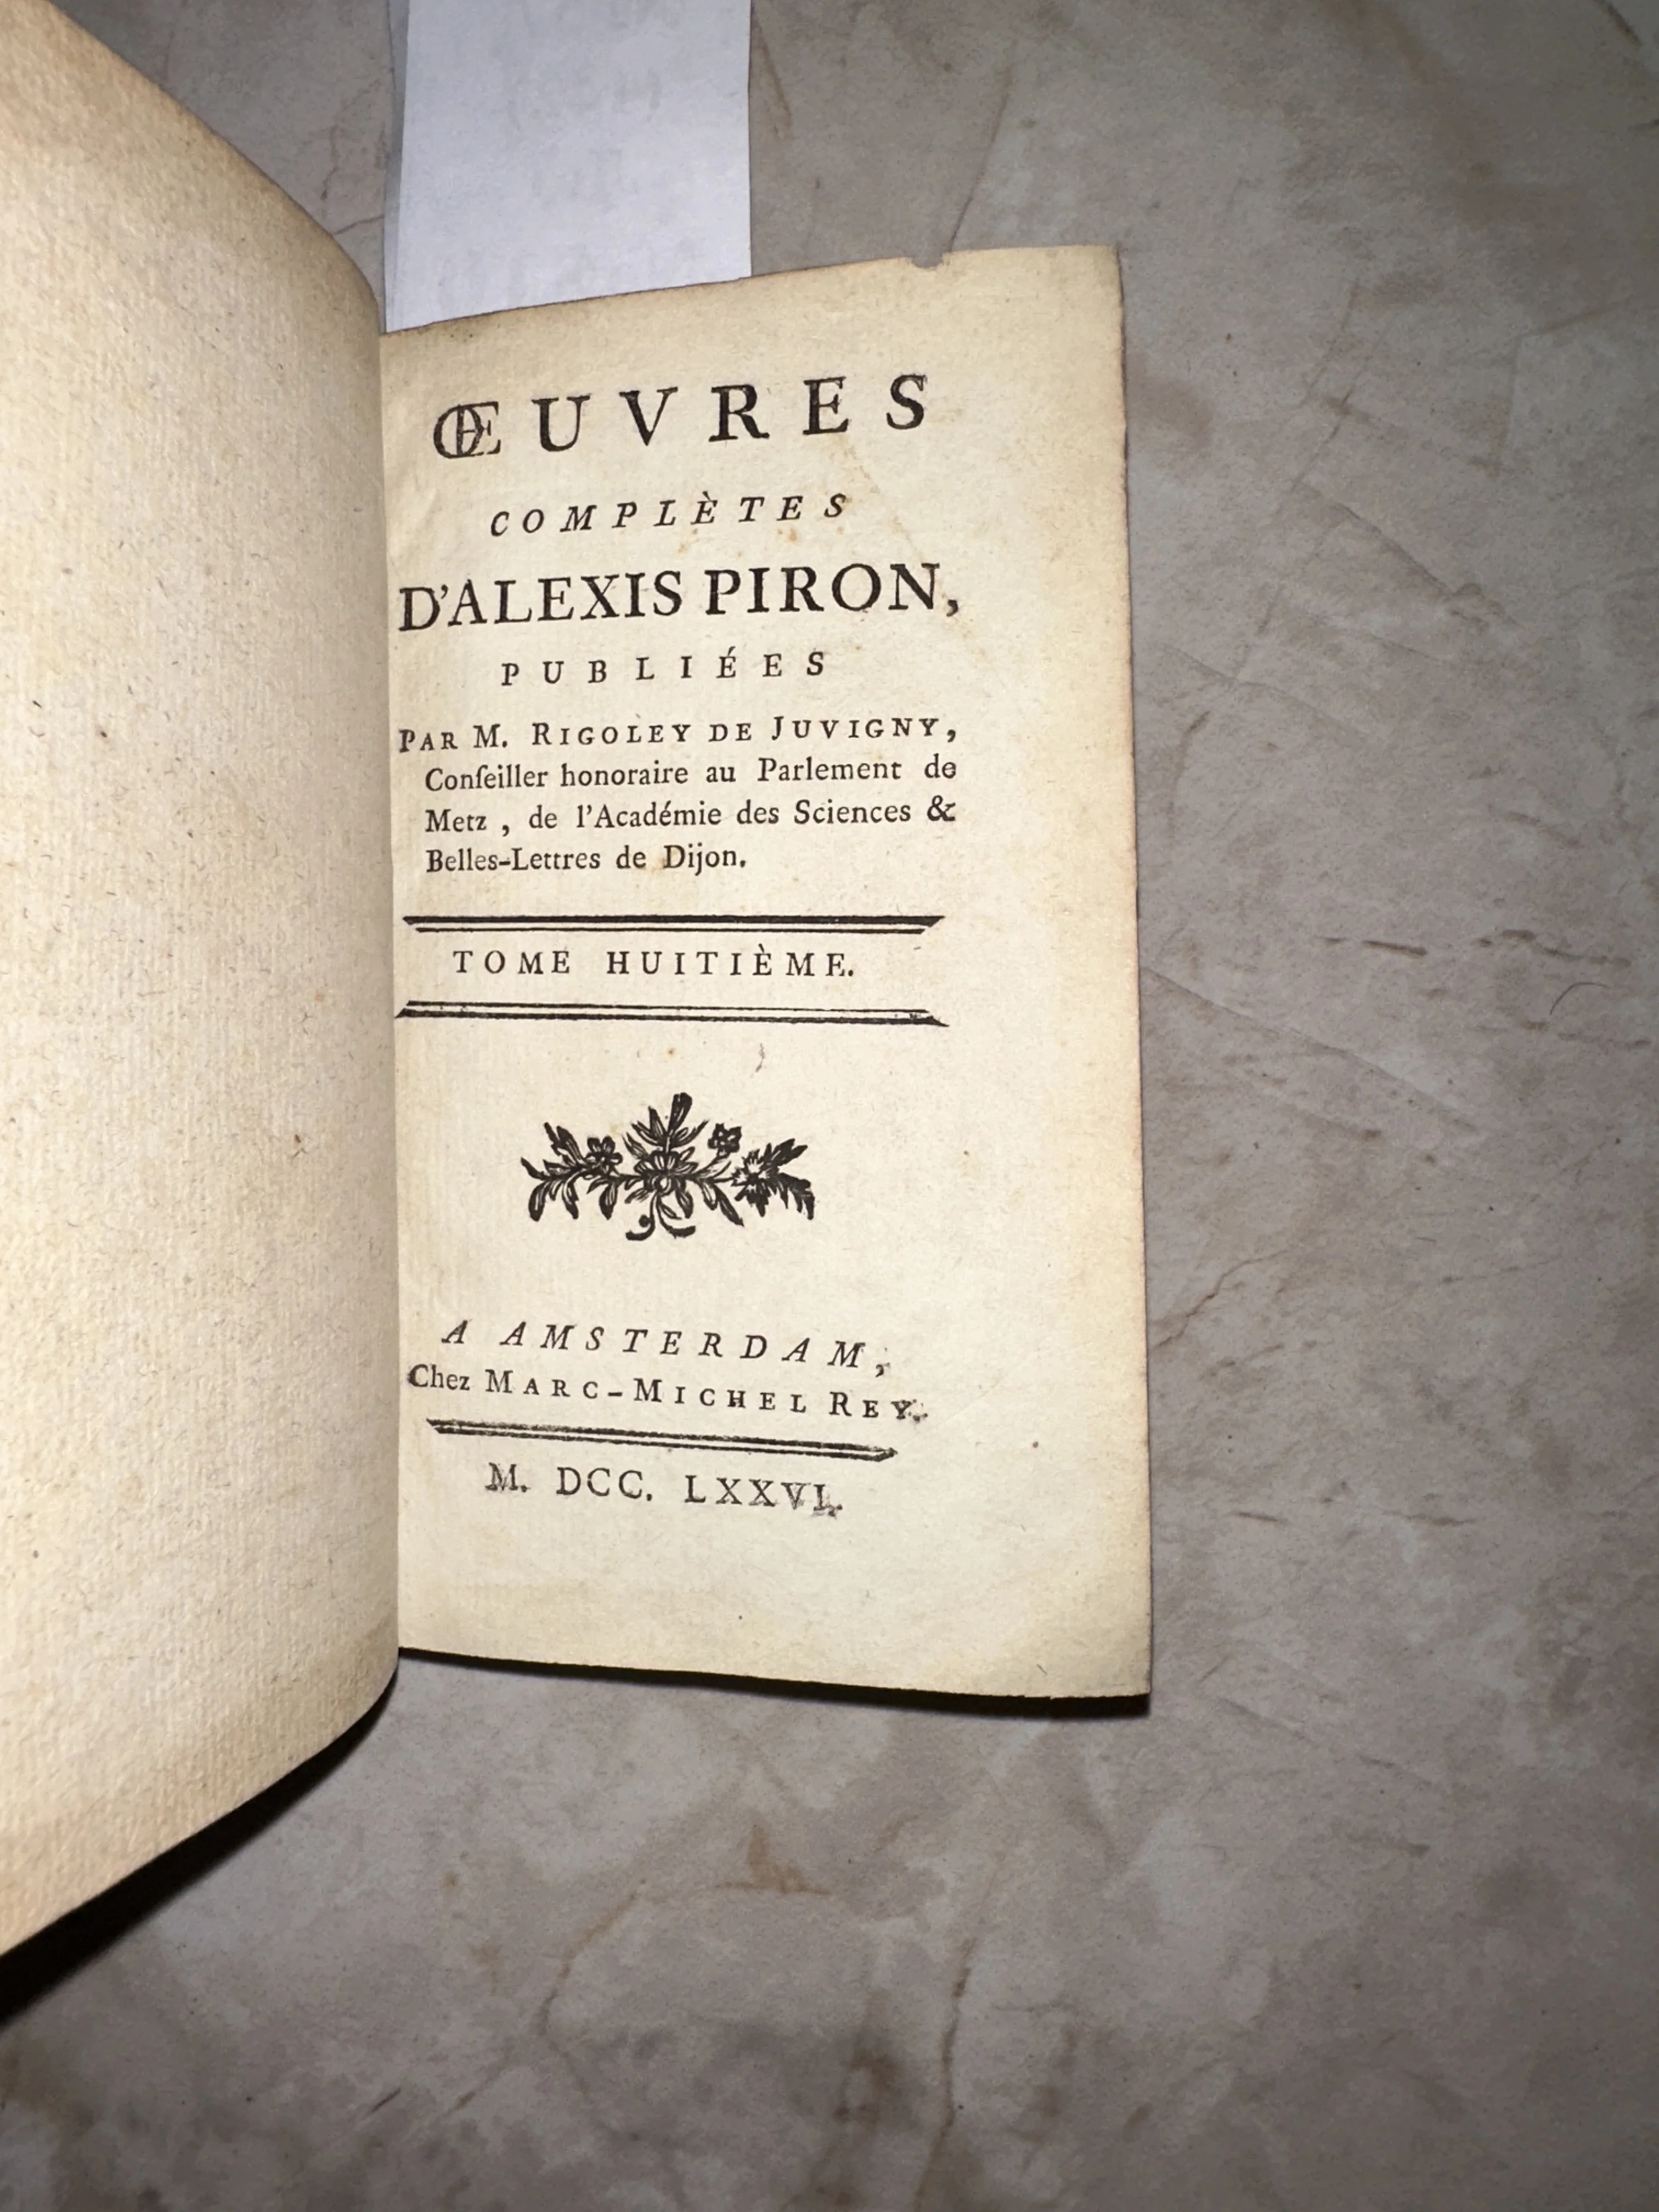 ŒUVRES
COMPLÈTES
D'ALEXIS PIRON,
PUBLIÉES
PAR M. RIGOLEY DE JUVIGNY,
Conſeiller honoraire au Parlement de
Metz, de l'Académie des Sciences &
Belles-Lettres de Dijon.
TOME HUITIÈME.
A AMSTERDAM,
Chez MARC-MICHEL REY.
M. DCC. LXXVI.